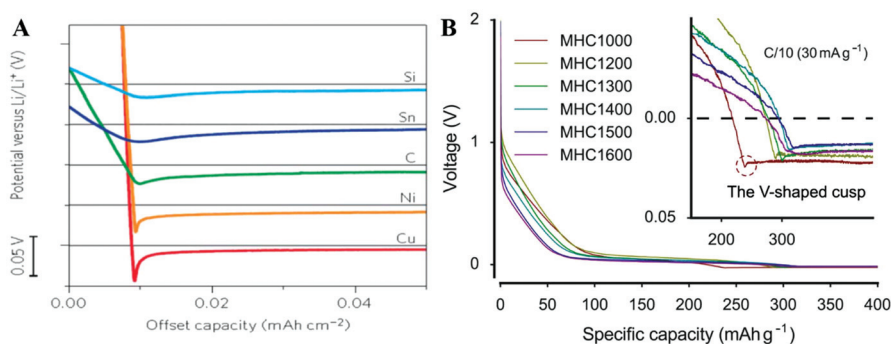 A
Potential versus Li/Li⁺ (V)
0.05 V
Si
Sn
C
Ni
Cu
0.00
0.02
0.04
Offset capacity (mAh cm⁻²)
B
Voltage (V)
2
1
0
MHC1000
MHC1200
MHC1300
MHC1400
MHC1500
MHC1600
C/10 (30 mA g⁻¹)
0.00
0.05
The V-shaped cusp
200
300
0
50
100
150
200
250
300
350
400
Specific capacity (mAh g⁻¹)